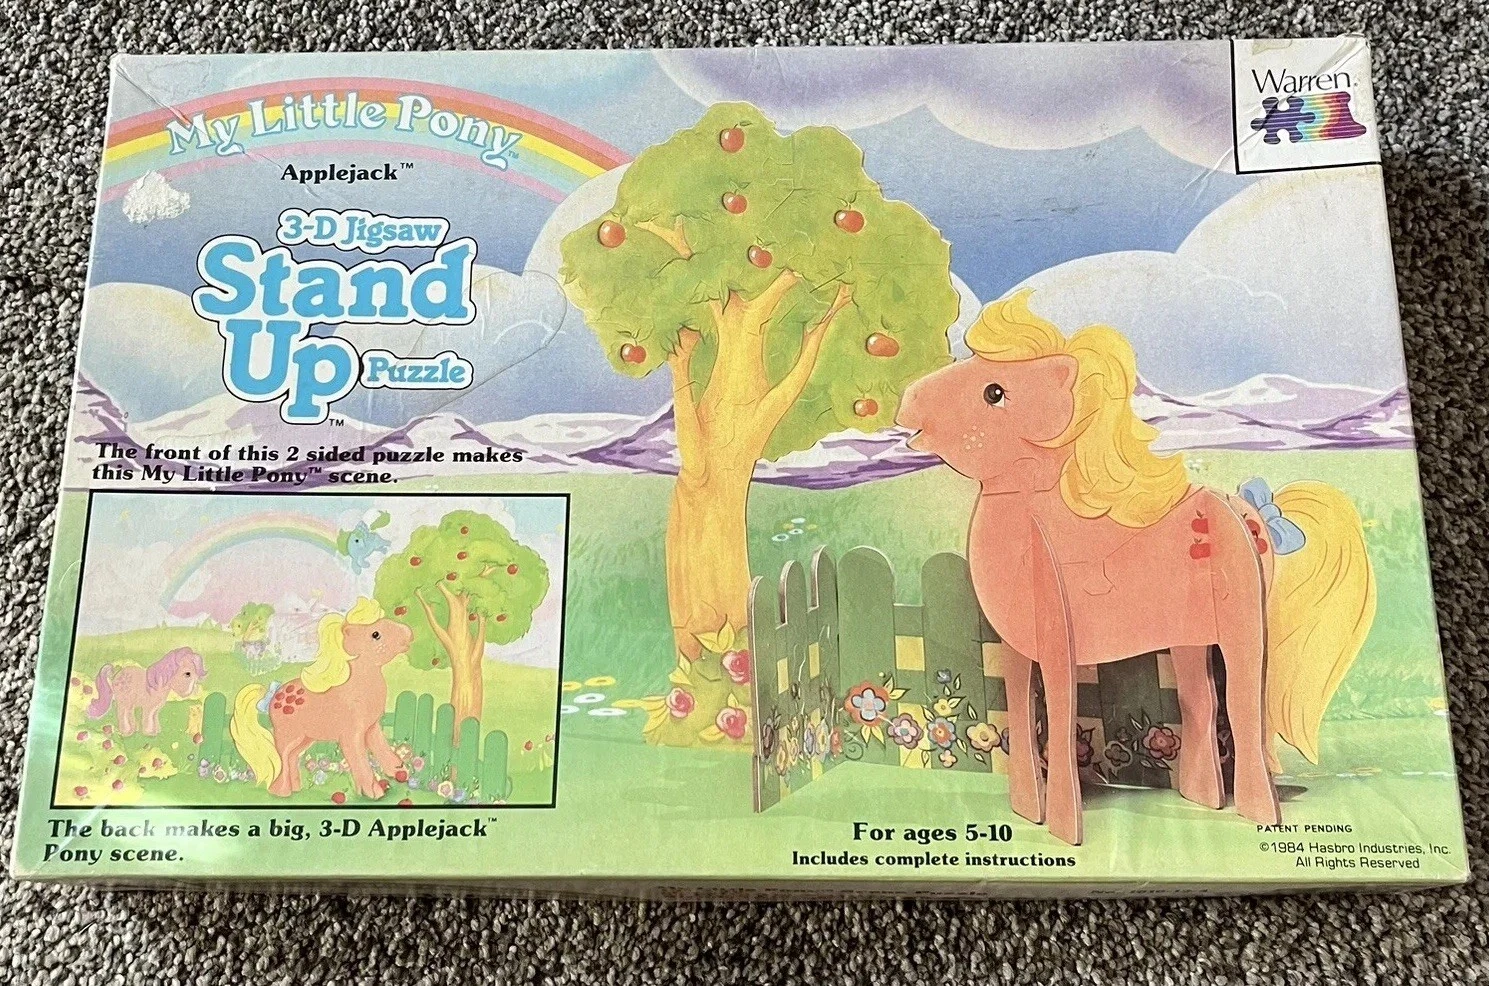 My Little Pony™
Applejack™
3-D Jigsaw
Stand
Up Puzzle
TM
The front of this 2 sided puzzle makes
this My Little Pony™ scene.
The back makes a big, 3-D Applejack™
Pony scene.
Warren®
For ages 5-10
Includes complete instructions
PATENT PENDING
©1984 Hasbro Industries, Inc.
All Rights Reserved